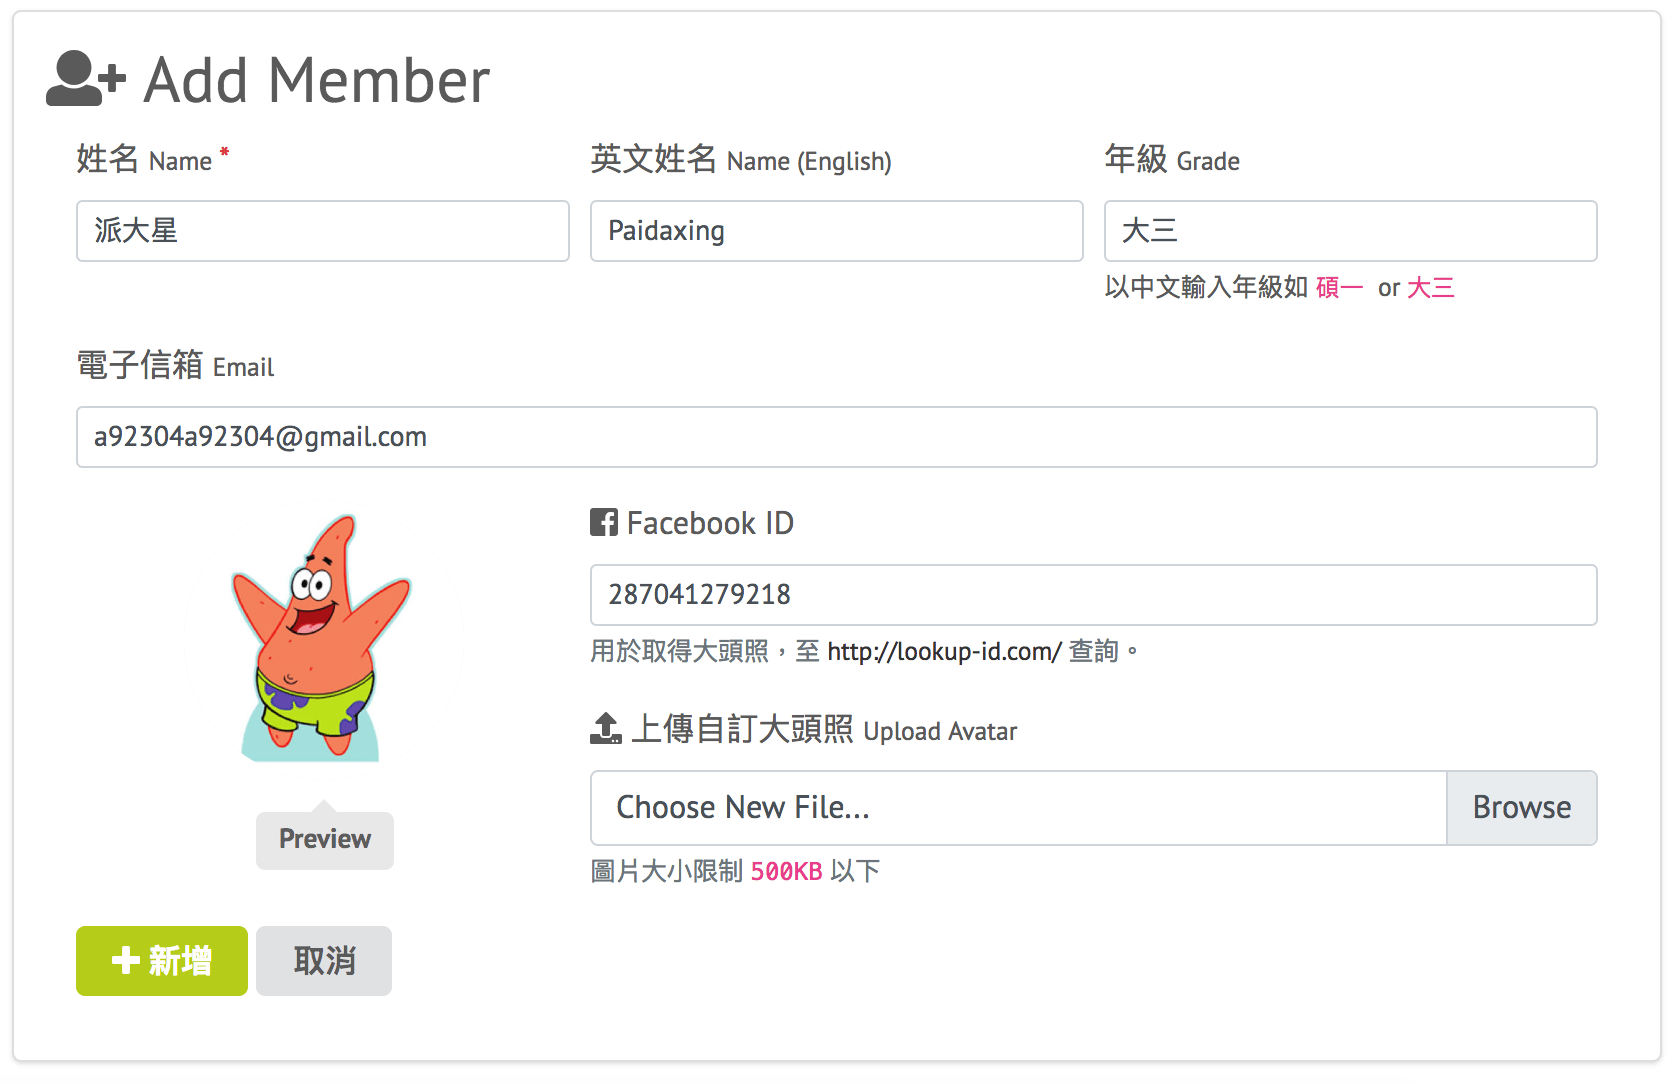 Add Member
姓名 Name *
英文姓名 Name (English)
年級 Grade
派大星
Paidaxing
大三
以中文輸入年級如 碩一 or 大三
電子信箱 Email
a92304a92304@gmail.com
Facebook ID
287041279218
用於取得大頭照，至 http://lookup-id.com/ 查詢。
上傳自訂大頭照 Upload Avatar
Choose New File...
Browse
Preview
圖片大小限制 500KB 以下
新增
取消